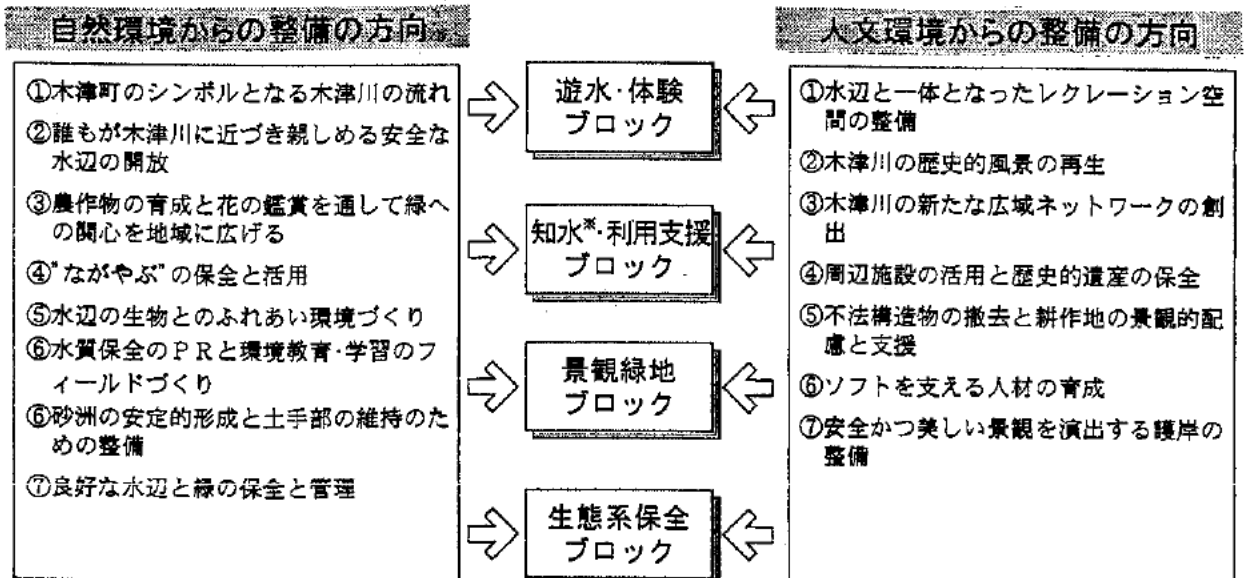 自然環境からの整備の方向
①木津町のシンボルとなる木津川の流れ
②誰もが木津川に近づき親しめる安全な
水辺の開放
③農作物の育成と花の鑑賞を通して緑へ
の関心を地域に広げる
④"ながやぶ"の保全と活用
⑤水辺の生物とのふれあい環境づくり
⑥水質保全のPRと環境教育･学習のフ
ィールドづくり
⑥砂洲の安定的形成と土手部の維持のた
めの整備
⑦良好な水辺と緑の保全と管理
遊水･体験
ブロック
知水※･利用支援
ブロック
景観緑地
ブロック
生態系保全
ブロック
人文環境からの整備の方向
①水辺と一体となったレクレーション空
間の整備
②木津川の歴史的風景の再生
③木津川の新たな広域ネットワークの創
出
④周辺施設の活用と歴史的遺産の保全
⑤不法構造物の撤去と耕作地の景観的配
慮と支援
⑥ソフトを支える人材の育成
⑦安全かつ美しい景観を演出する護岸の
整備